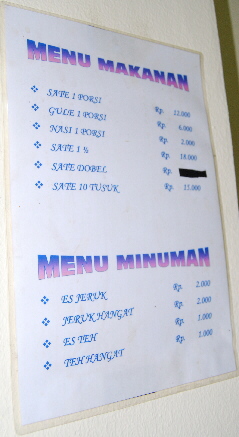 MENU MAKANAN
SATE 1 PORSI Rp. 12.000
GULE 1 PORSI Rp. 6.000
NASI 1 PORSI Rp. 2.000
SATE 1 ½ Rp. 18.000
SATE DOBEL Rp.
SATE 10 TUSUK Rp. 15.000
MENU MINUMAN
ES JERUK Rp. 2.000
JERUK HANGAT Rp. 2.000
ES TEH Rp. 1.000
TEH HANGAT Rp. 1.000